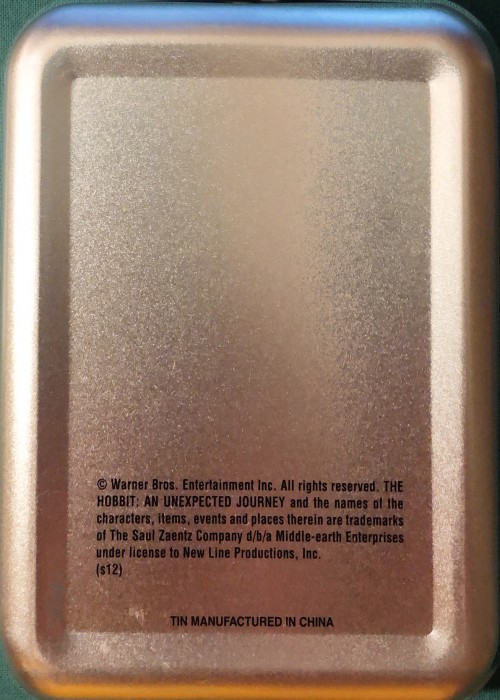 © Warner Bros. Entertainment Inc. All rights reserved. THE
HOBBIT: AN UNEXPECTED JOURNEY and the names of the
characters, items, events and places therein are trademarks
of The Saul Zaentz Company d/b/a Middle-earth Enterprises
under license to New Line Productions, Inc.
(s12)
TIN MANUFACTURED IN CHINA